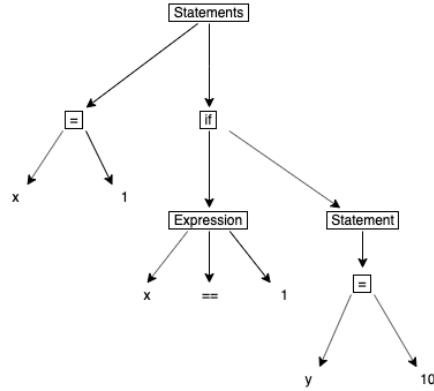 Statements
= if
x 1
Expression Statement
x == 1 =
y 10